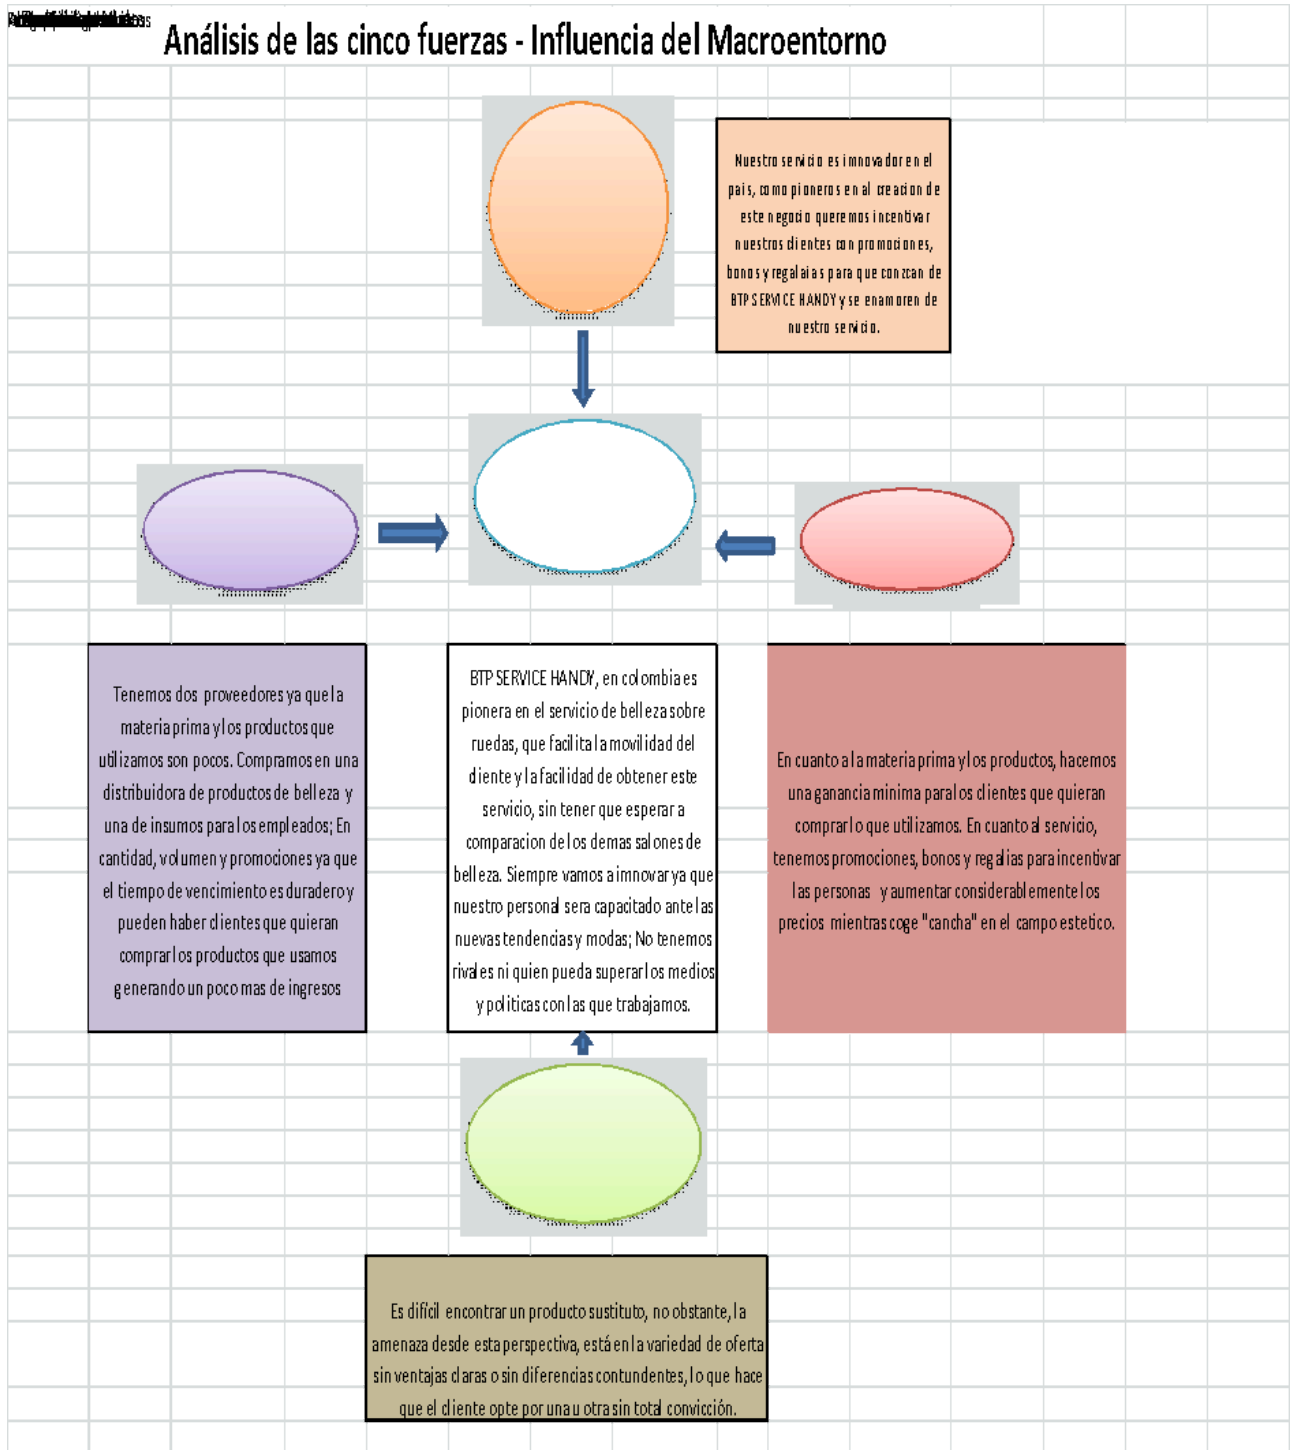 Análisis de las cinco fuerzas - Influencia del Macroentorno
Nuestro servicio es imnovador en el
pais, como pioneros en al creacion de
este negocio queremos incentivar
nuestros clientes con promociones,
bonos y regalaias para que conzcan de
BTP SERVICE HANDY y se enamoren de
nuestro servicio.
Tenemos dos proveedores ya que la
materia prima y los productos que
utilizamos son pocos. Compramos en una
distribuidora de productos de belleza y
una de insumos para los empleados; En
cantidad, volumen y promociones ya que
el tiempo de vencimiento es duradero y
pueden haber clientes que quieran
comprar los productos que usamos
generando un poco mas de ingresos
BTP SERVICE HANDY, en colombia es
pionera en el servicio de belleza sobre
ruedas, que facilita la movilidad del
cliente y la facilidad de obtener este
servicio, sin tener que esperar a
comparacion de los demas salones de
belleza. Siempre vamos a imnovar ya que
nuestro personal sera capacitado ante las
nuevas tendencias y modas; No tenemos
rivales ni quien pueda superar los medios
y politicas con las que trabajamos.
En cuanto a la materia prima y los productos, hacemos
una ganancia minima para los clientes que quieran
comprar lo que utilizamos. En cuanto al servicio,
tenemos promociones, bonos y regalias para incentivar
las personas y aumentar considerablemente los
precios mientras coge "cancha" en el campo estetico.
Es difícil encontrar un producto sustituto, no obstante, la
amenaza desde esta perspectiva, está en la variedad de oferta
sin ventajas claras o sin diferencias contundentes, lo que hace
que el cliente opte por una u otra sin total convicción.